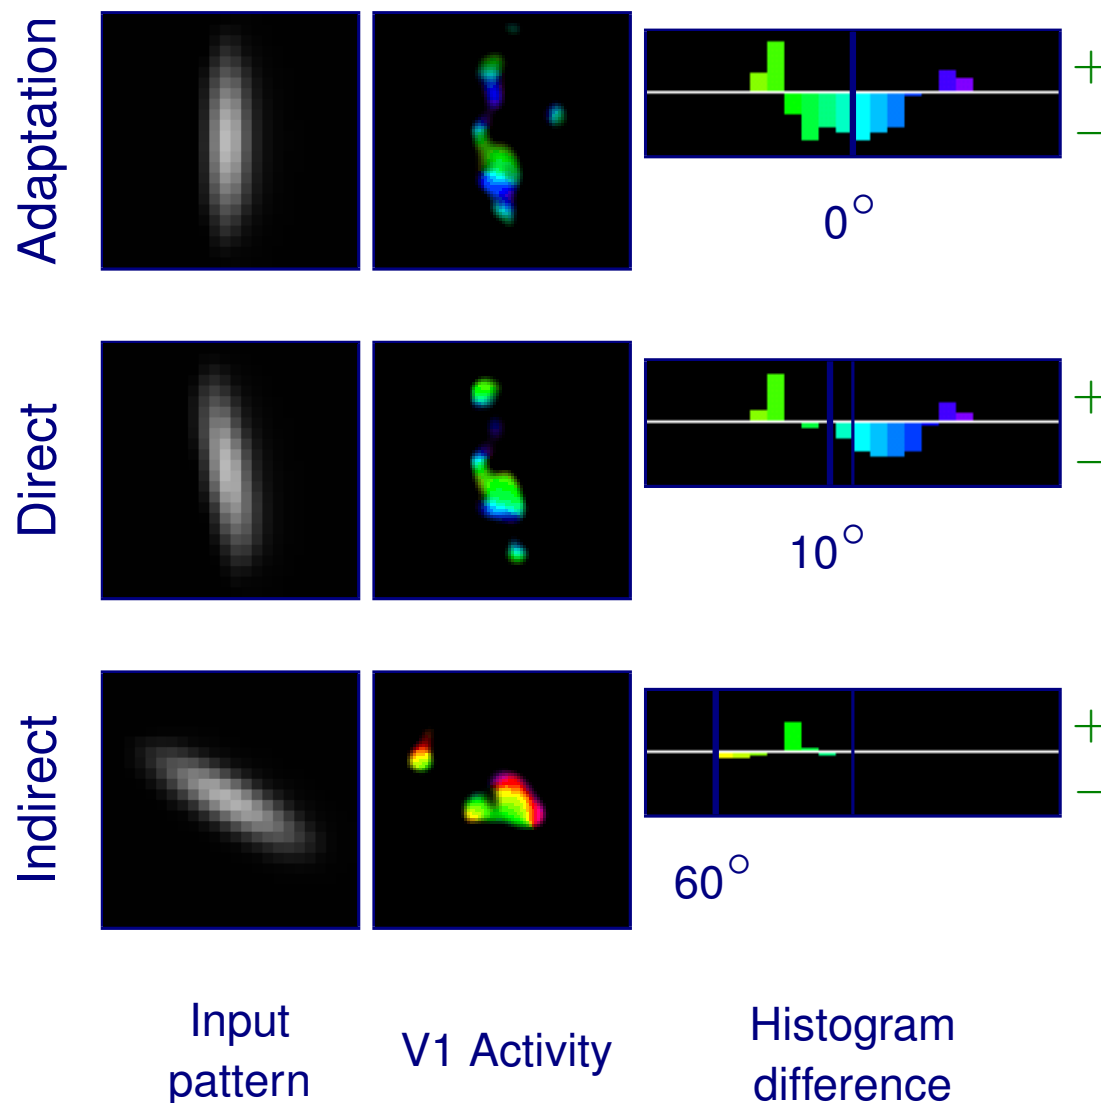 Adaptation
+
−
0°
Direct
+
−
10°
Indirect
+
−
60°
Input
pattern
V1 Activity
Histogram
difference